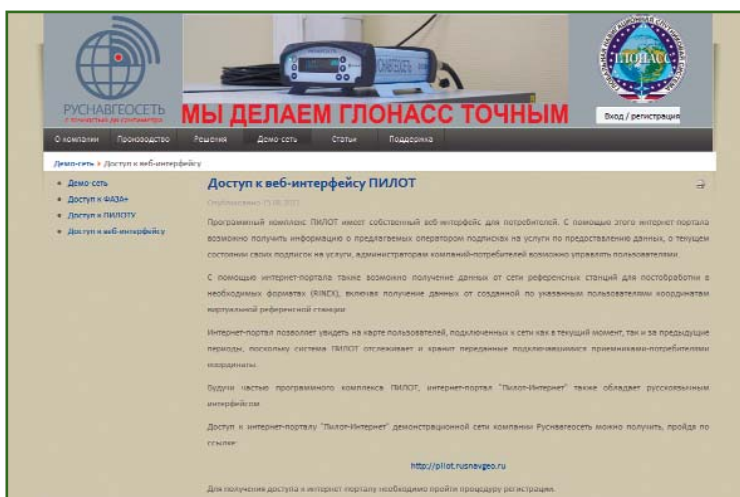 РУСНАВГЕОСЕТЬ
с точностью до сантиметра
МЫ ДЕЛАЕМ ГЛОНАСС ТОЧНЫМ
ГЛОНАСС
Вход / регистрация
О компании Производство Решения Демо-сеть Статьи Поддержка
Демо-сеть Доступ к веб-интерфейсу
Демо-сеть
Доступ к ФАЗА+
Доступ к ПИЛОТУ
Доступ к веб-интерфейсу
Доступ к веб-интерфейсу ПИЛОТ
Опубликовано
Программный комплекс ПИЛОТ имеет собственный веб-интерфейс для потребителей. С помощью этого интернет-портала
возможно получить информацию о предлагаемых оператором подписках на услуги по предоставлению данных, о текущем
состоянии своих подписок на услуги, администраторам компаний-потребителей возможно управлять пользователями.
С помощью интернет-портала также возможно получение данных от сети референсных станций для постобработки в
необходимых форматах (RINEX), включая получение данных от созданной по указанным пользователями координатам
виртуальной референсной станции.
Интернет-портал позволяет увидеть на карте пользователей, подключенных к сети как в текущий момент, так и за предыдущие
периоды, поскольку система ПИЛОТ отслеживает и хранит переданные подключавшимися приемниками-потребителями
координаты.
Будучи частью программного комплекса ПИЛОТ, интернет-портал "Пилот-Интернет" также обладает русскоязычным
интерфейсом.
Доступ к интернет-порталу "Пилот-Интернет" демонстрационной сети компании Руснавгеосеть можно получить, пройдя по
ссылке:
http://pilot.rusnavgeo.ru
Для получения доступа к интернет-порталу необходимо пройти процедуру регистрации.